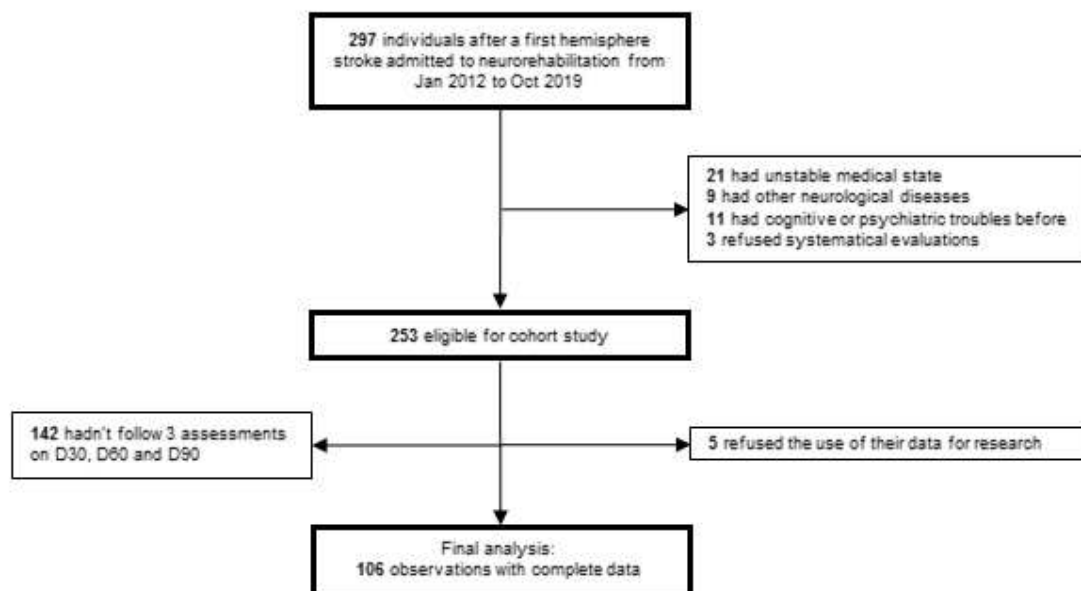 297 individuals after a first hemisphere
stroke admitted to neurorehabilitation from
Jan 2012 to Oct 2019
21 had unstable medical state
9 had other neurological diseases
11 had cognitive or psychiatric troubles before
3 refused systematical evaluations
253 eligible for cohort study
142 hadn't follow 3 assessments
on D30, D60 and D90
5 refused the use of their data for research
Final analysis:
106 observations with complete data